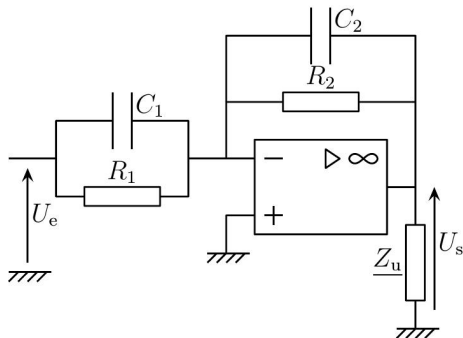 C₂
R₂
C₁
R₁
− ▷ ∞
+
Uₑ
Zᵤ
Uₛ